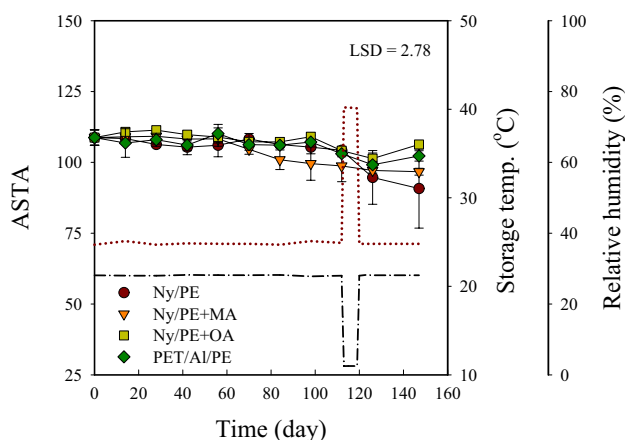 150
125
100
75
50
25
ASTA
LSD = 2.78
Ny/PE
Ny/PE+MA
Ny/PE+OA
PET/Al/PE
0 20 40 60 80 100 120 140 160
Time (day)
50
40
30
20
10
Storage temp. (°C)
100
80
60
40
20
0
Relative humidity (%)